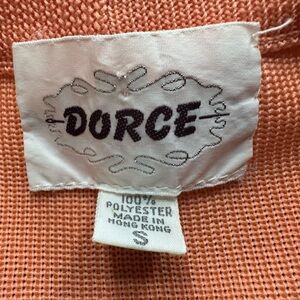 DORCE
100%
POLYESTER
MADE IN
HONG KONG
S